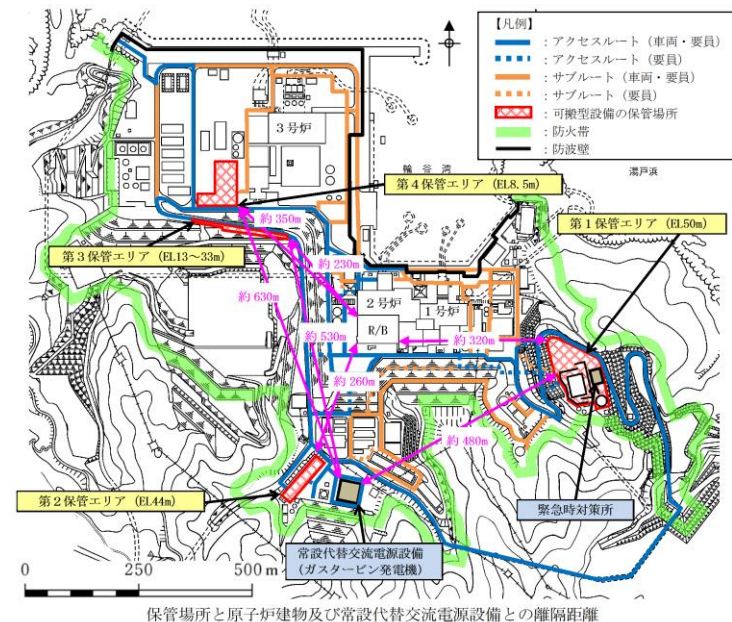 【凡例】
：アクセスルート（車両・要員）
：アクセスルート（要員）
：サブルート（車両・要員）
：サブルート（要員）
：可搬型設備の保管場所
：防火帯
：防波壁
3号炉
輪谷湾
湯戸浜
第4保管エリア（EL8.5m）
第1保管エリア（EL50m）
約350m
第3保管エリア（EL13～33m）
約230m
約630m
2号炉
1号炉
R/B
約530m
約320m
約260m
約480m
第2保管エリア（EL44m）
緊急時対策所
常設代替交流電源設備
（ガスタービン発電機）
0 250 500 m
保管場所と原子炉建物及び常設代替交流電源設備との離隔距離